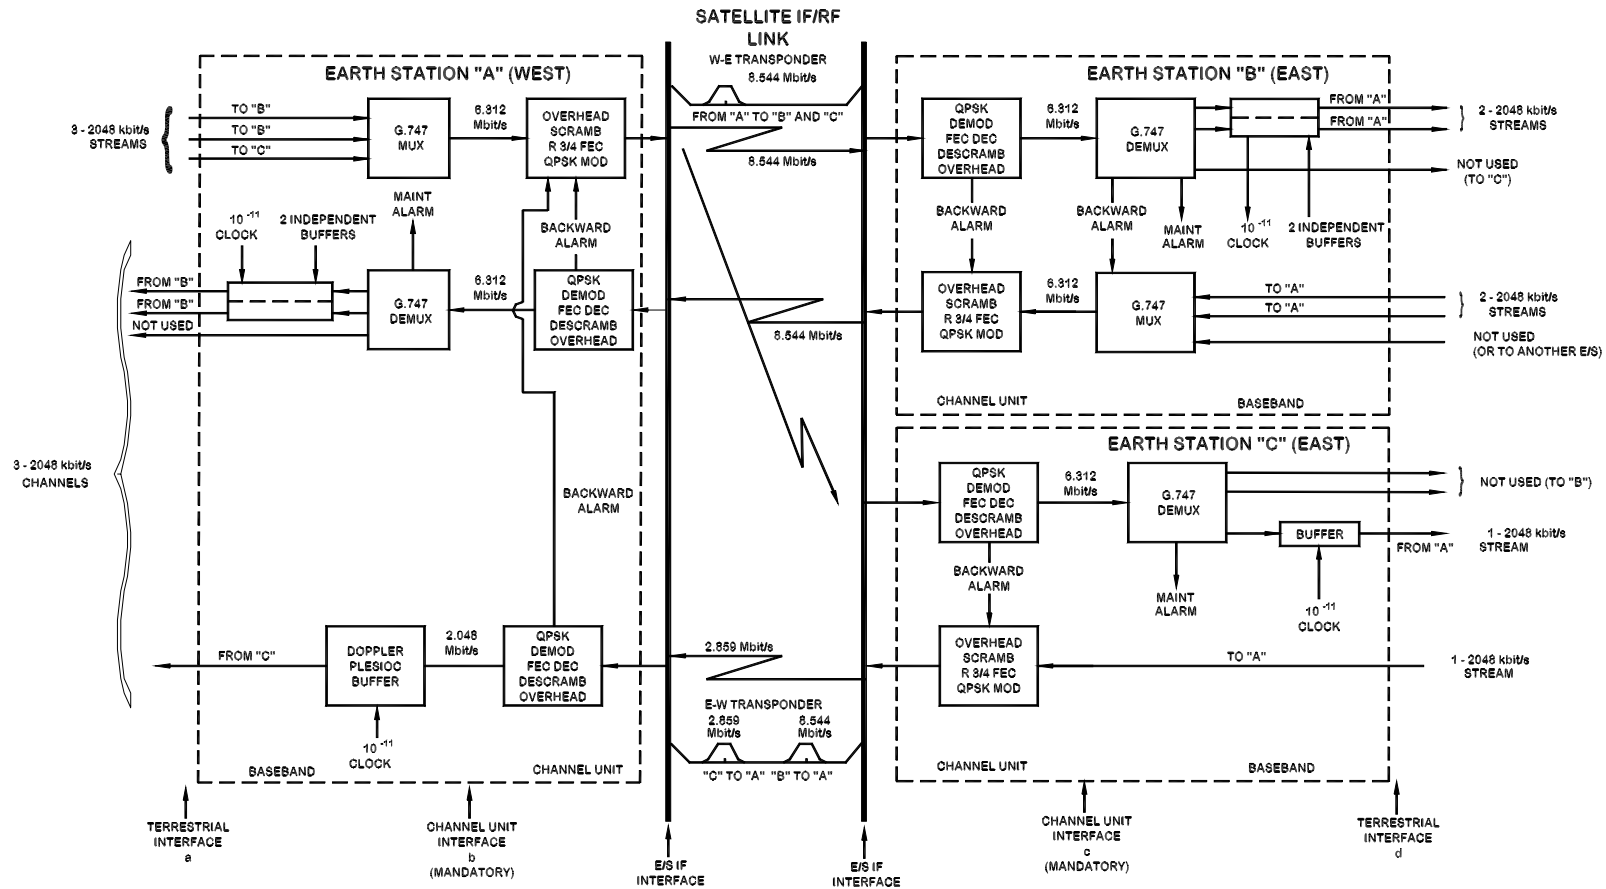 SATELLITE IF/RF
LINK
W-E TRANSPONDER
8.544 Mbit/s
FROM "A" TO "B" AND "C"
8.544 Mbit/s
EARTH STATION "A" (WEST)
3 - 2048 kbit/s
STREAMS
TO "B"
TO "B"
TO "C"
G.747
MUX
6.312
Mbit/s
OVERHEAD
SCRAMB
R 3/4 FEC
QPSK MOD
MAINT
ALARM
BACKWARD
ALARM
10 -11
CLOCK
2 INDEPENDENT
BUFFERS
FROM "B"
FROM "B"
NOT USED
G.747
DEMUX
6.312
Mbit/s
QPSK
DEMOD
FEC DEC
DESCRAMB
OVERHEAD
8.544 Mbit/s
3 - 2048 kbit/s
CHANNELS
BACKWARD
ALARM
FROM "C"
DOPPLER
PLESIOC
BUFFER
2.048
Mbit/s
QPSK
DEMOD
FEC DEC
DESCRAMB
OVERHEAD
10 -11
CLOCK
BASEBAND
CHANNEL UNIT
2.859 Mbit/s
E-W TRANSPONDER
2.859
Mbit/s
8.544
Mbit/s
"C" TO "A" "B" TO "A"
EARTH STATION "B" (EAST)
QPSK
DEMOD
FEC DEC
DESCRAMB
OVERHEAD
6.312
Mbit/s
G.747
DEMUX
FROM "A"
FROM "A"
2 - 2048 kbit/s
STREAMS
NOT USED
(TO "C")
BACKWARD
ALARM
BACKWARD
ALARM
MAINT
ALARM
10 -11
CLOCK
2 INDEPENDENT
BUFFERS
OVERHEAD
SCRAMB
R 3/4 FEC
QPSK MOD
6.312
Mbit/s
G.747
MUX
TO "A"
TO "A"
2 - 2048 kbit/s
STREAMS
NOT USED
(OR TO ANOTHER E/S)
CHANNEL UNIT
BASEBAND
EARTH STATION "C" (EAST)
QPSK
DEMOD
FEC DEC
DESCRAMB
OVERHEAD
6.312
Mbit/s
G.747
DEMUX
NOT USED (TO "B")
BUFFER
FROM "A"
1 - 2048 kbit/s
STREAM
BACKWARD
ALARM
MAINT
ALARM
10 -11
CLOCK
OVERHEAD
SCRAMB
R 3/4 FEC
QPSK MOD
TO "A"
1 - 2048 kbit/s
STREAM
CHANNEL UNIT
BASEBAND
TERRESTRIAL
INTERFACE
a
CHANNEL UNIT
INTERFACE
b
(MANDATORY)
E/S IF
INTERFACE
E/S IF
INTERFACE
CHANNEL UNIT
INTERFACE
c
(MANDATORY)
TERRESTRIAL
INTERFACE
d